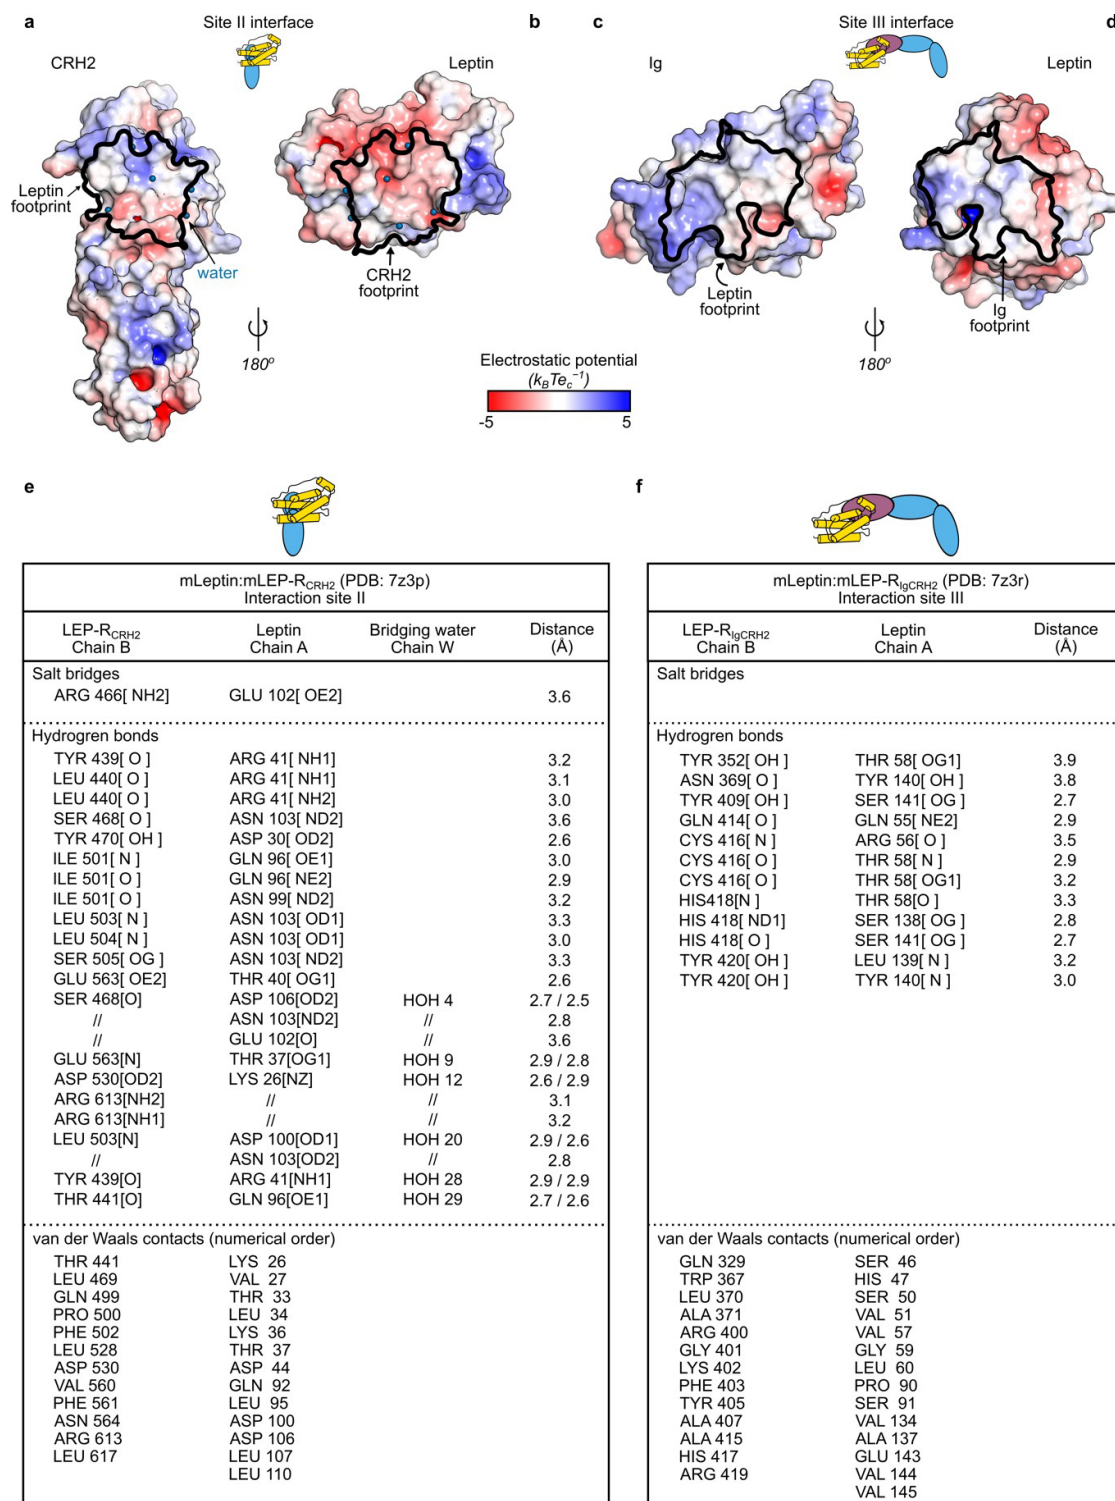 a Site II interface b
CRH2 Leptin
Leptin footprint
water
CRH2 footprint
180º
c Site III interface d
Ig Leptin
Leptin footprint
Ig footprint
180º
Electrostatic potential
(kBTec⁻¹)
-5 5
e
mLeptin:mLEP-RCRH2 (PDB: 7z3p)
Interaction site II
LEP-RCRH2 Leptin Bridging water Distance
Chain B Chain A Chain W (Å)
Salt bridges
ARG 466[ NH2] GLU 102[ OE2] 3.6
Hydrogren bonds
TYR 439[ O ] ARG 41[ NH1] 3.2
LEU 440[ O ] ARG 41[ NH1] 3.1
LEU 440[ O ] ARG 41[ NH2] 3.0
SER 468[ O ] ASN 103[ ND2] 3.6
TYR 470[ OH ] ASP 30[ OD2] 2.6
ILE 501[ N ] GLN 96[ OE1] 3.0
ILE 501[ O ] GLN 96[ NE2] 2.9
ILE 501[ O ] ASN 99[ ND2] 3.2
LEU 503[ N ] ASN 103[ OD1] 3.3
LEU 504[ N ] ASN 103[ OD1] 3.0
SER 505[ OG ] ASN 103[ ND2] 3.3
GLU 563[ OE2] THR 40[ OG1] 2.6
SER 468[O] ASP 106[OD2] HOH 4 2.7 / 2.5
// ASN 103[ND2] // 2.8
// GLU 102[O] // 3.6
GLU 563[N] THR 37[OG1] HOH 9 2.9 / 2.8
ASP 530[OD2] LYS 26[NZ] HOH 12 2.6 / 2.9
ARG 613[NH2] // // 3.1
ARG 613[NH1] // // 3.2
LEU 503[N] ASP 100[OD1] HOH 20 2.9 / 2.6
// ASN 103[OD2] // 2.8
TYR 439[O] ARG 41[NH1] HOH 28 2.9 / 2.9
THR 441[O] GLN 96[OE1] HOH 29 2.7 / 2.6
van der Waals contacts (numerical order)
THR 441 LYS 26
LEU 469 VAL 27
GLN 499 THR 33
PRO 500 LEU 34
PHE 502 LYS 36
LEU 528 THR 37
ASP 530 ASP 44
VAL 560 GLN 92
PHE 561 LEU 95
ASN 564 ASP 100
ARG 613 ASP 106
LEU 617 LEU 107
LEU 110
f
mLeptin:mLEP-RIgCRH2 (PDB: 7z3r)
Interaction site III
LEP-RIgCRH2 Leptin Distance
Chain B Chain A (Å)
Salt bridges
Hydrogren bonds
TYR 352[ OH ] THR 58[ OG1] 3.9
ASN 369[ O ] TYR 140[ OH ] 3.8
TYR 409[ OH ] SER 141[ OG ] 2.7
GLN 414[ O ] GLN 55[ NE2] 2.9
CYS 416[ N ] ARG 56[ O ] 3.5
CYS 416[ O ] THR 58[ N ] 2.9
CYS 416[ O ] THR 58[ OG1] 3.2
HIS418[N ] THR 58[O ] 3.3
HIS 418[ ND1] SER 138[ OG ] 2.8
HIS 418[ O ] SER 141[ OG ] 2.7
TYR 420[ OH ] LEU 139[ N ] 3.2
TYR 420[ OH ] TYR 140[ N ] 3.0
van der Waals contacts (numerical order)
GLN 329 SER 46
TRP 367 HIS 47
LEU 370 SER 50
ALA 371 VAL 51
ARG 400 VAL 57
GLY 401 GLY 59
LYS 402 LEU 60
PHE 403 PRO 90
TYR 405 SER 91
ALA 407 VAL 134
ALA 415 ALA 137
HIS 417 GLU 143
ARG 419 VAL 144
VAL 145